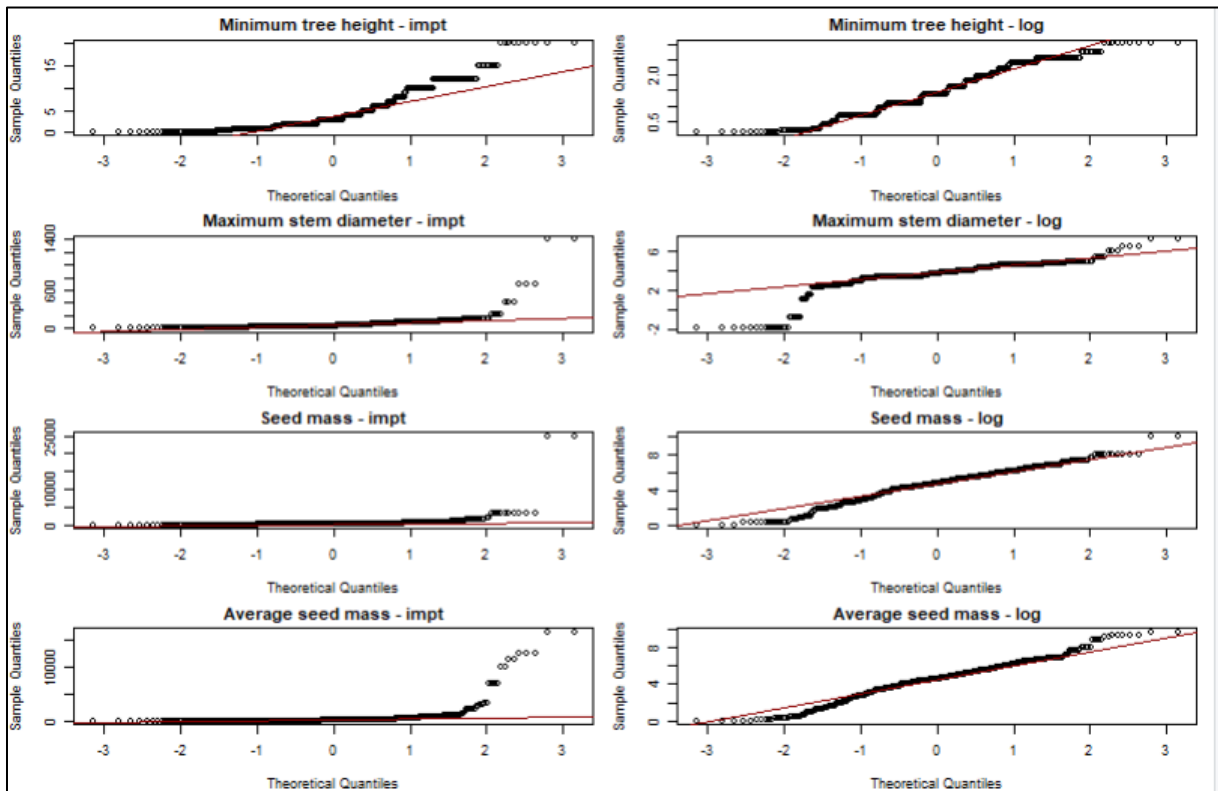 Minimum tree height - impt
Sample Quantiles
0 5 15
-3 -2 -1 0 1 2 3
Theoretical Quantiles
Minimum tree height - log
Sample Quantiles
0.5 2.0
-3 -2 -1 0 1 2 3
Theoretical Quantiles
Maximum stem diameter - impt
Sample Quantiles
0 600 1400
-3 -2 -1 0 1 2 3
Theoretical Quantiles
Maximum stem diameter - log
Sample Quantiles
-2 2 6
-3 -2 -1 0 1 2 3
Theoretical Quantiles
Seed mass - impt
Sample Quantiles
0 10000 25000
-3 -2 -1 0 1 2 3
Theoretical Quantiles
Seed mass - log
Sample Quantiles
0 4 8
-3 -2 -1 0 1 2 3
Theoretical Quantiles
Average seed mass - impt
Sample Quantiles
0 10000
-3 -2 -1 0 1 2 3
Theoretical Quantiles
Average seed mass - log
Sample Quantiles
0 4 8
-3 -2 -1 0 1 2 3
Theoretical Quantiles